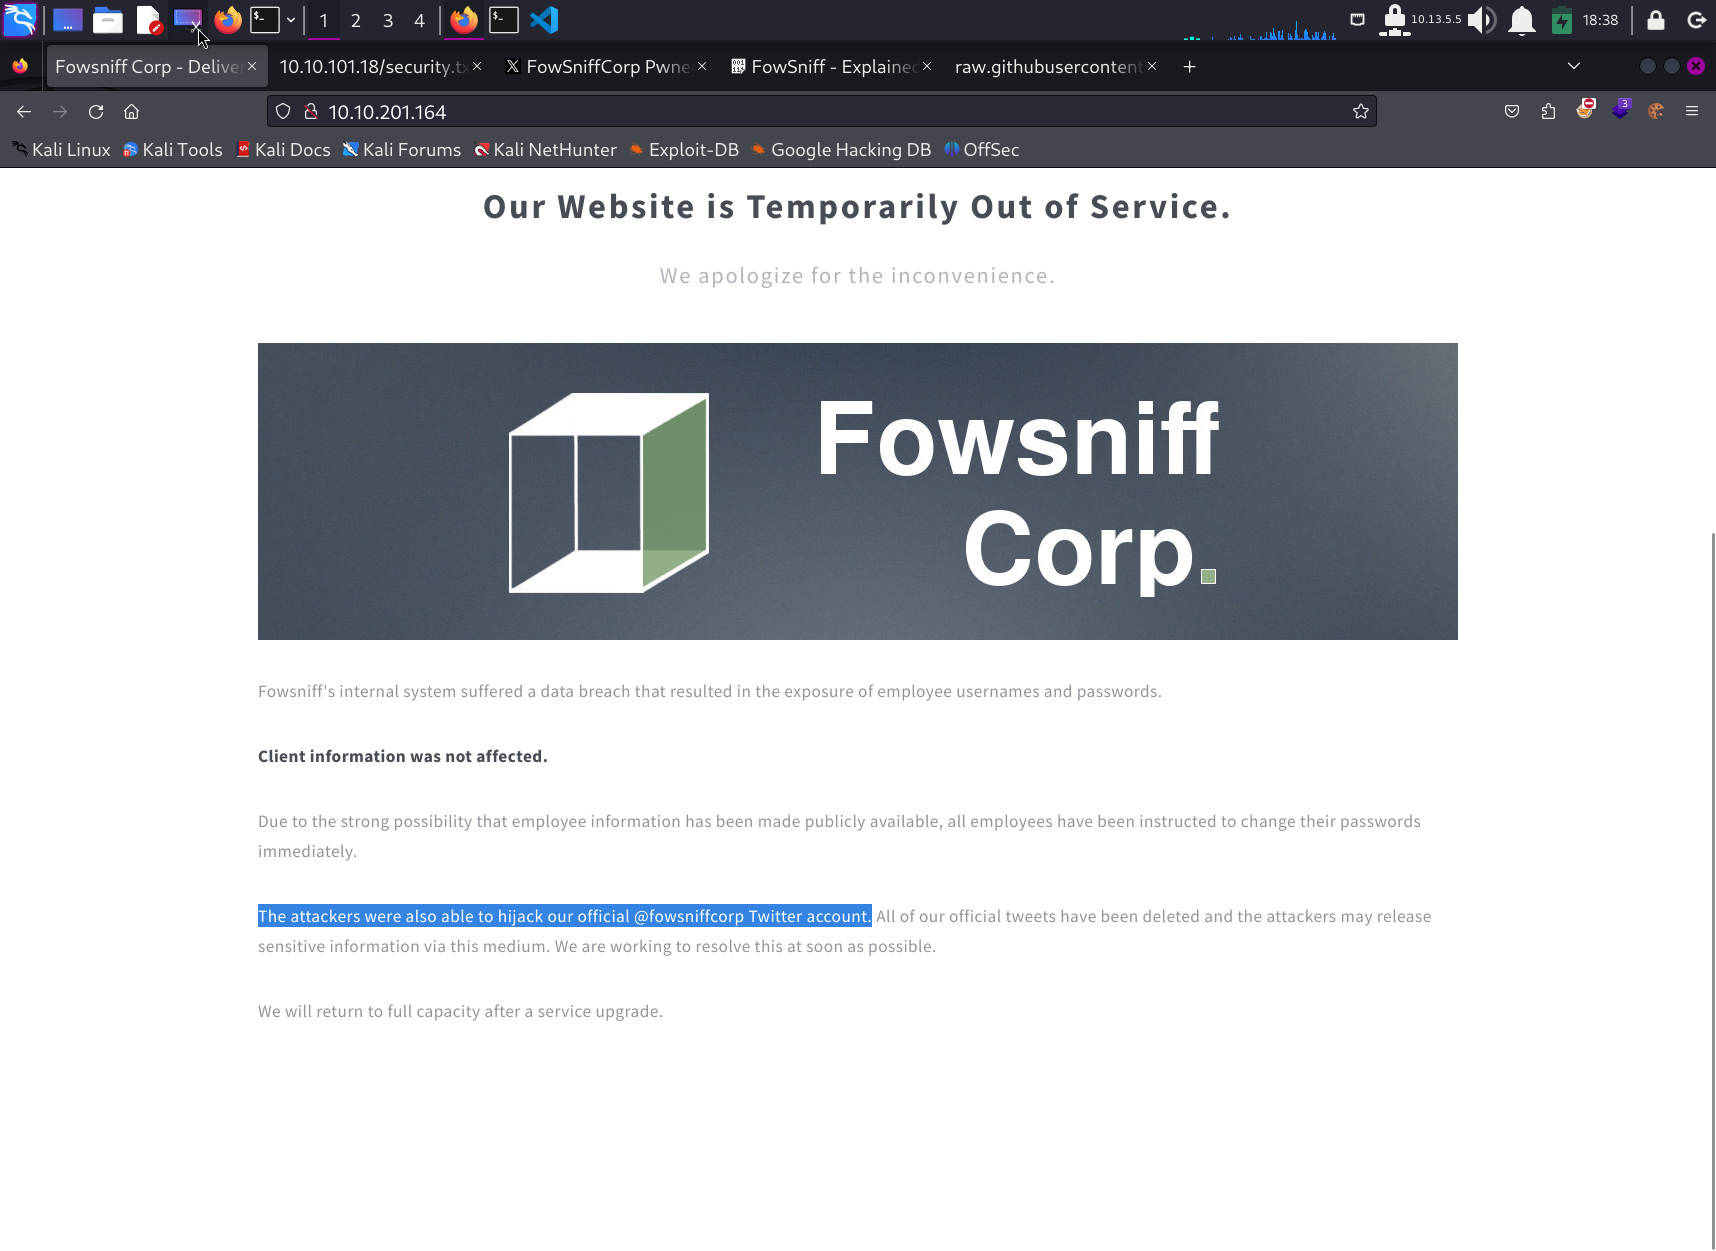 1 2 3 4 10.13.5.5 18:38
Fowsniff Corp - Deliver 10.10.101.18/security.tx FowSniffCorp Pwne FowSniff - Explained raw.githubusercontent
10.10.201.164 3
Kali Linux Kali Tools Kali Docs Kali Forums Kali NetHunter Exploit-DB Google Hacking DB OffSec
Our Website is Temporarily Out of Service.
We apologize for the inconvenience.
Fowsniff
Corp.
Fowsniff's internal system suffered a data breach that resulted in the exposure of employee usernames and passwords.
Client information was not affected.
Due to the strong possibility that employee information has been made publicly available, all employees have been instructed to change their passwords
immediately.
The attackers were also able to hijack our official @fowsniffcorp Twitter account. All of our official tweets have been deleted and the attackers may release
sensitive information via this medium. We are working to resolve this at soon as possible.
We will return to full capacity after a service upgrade.